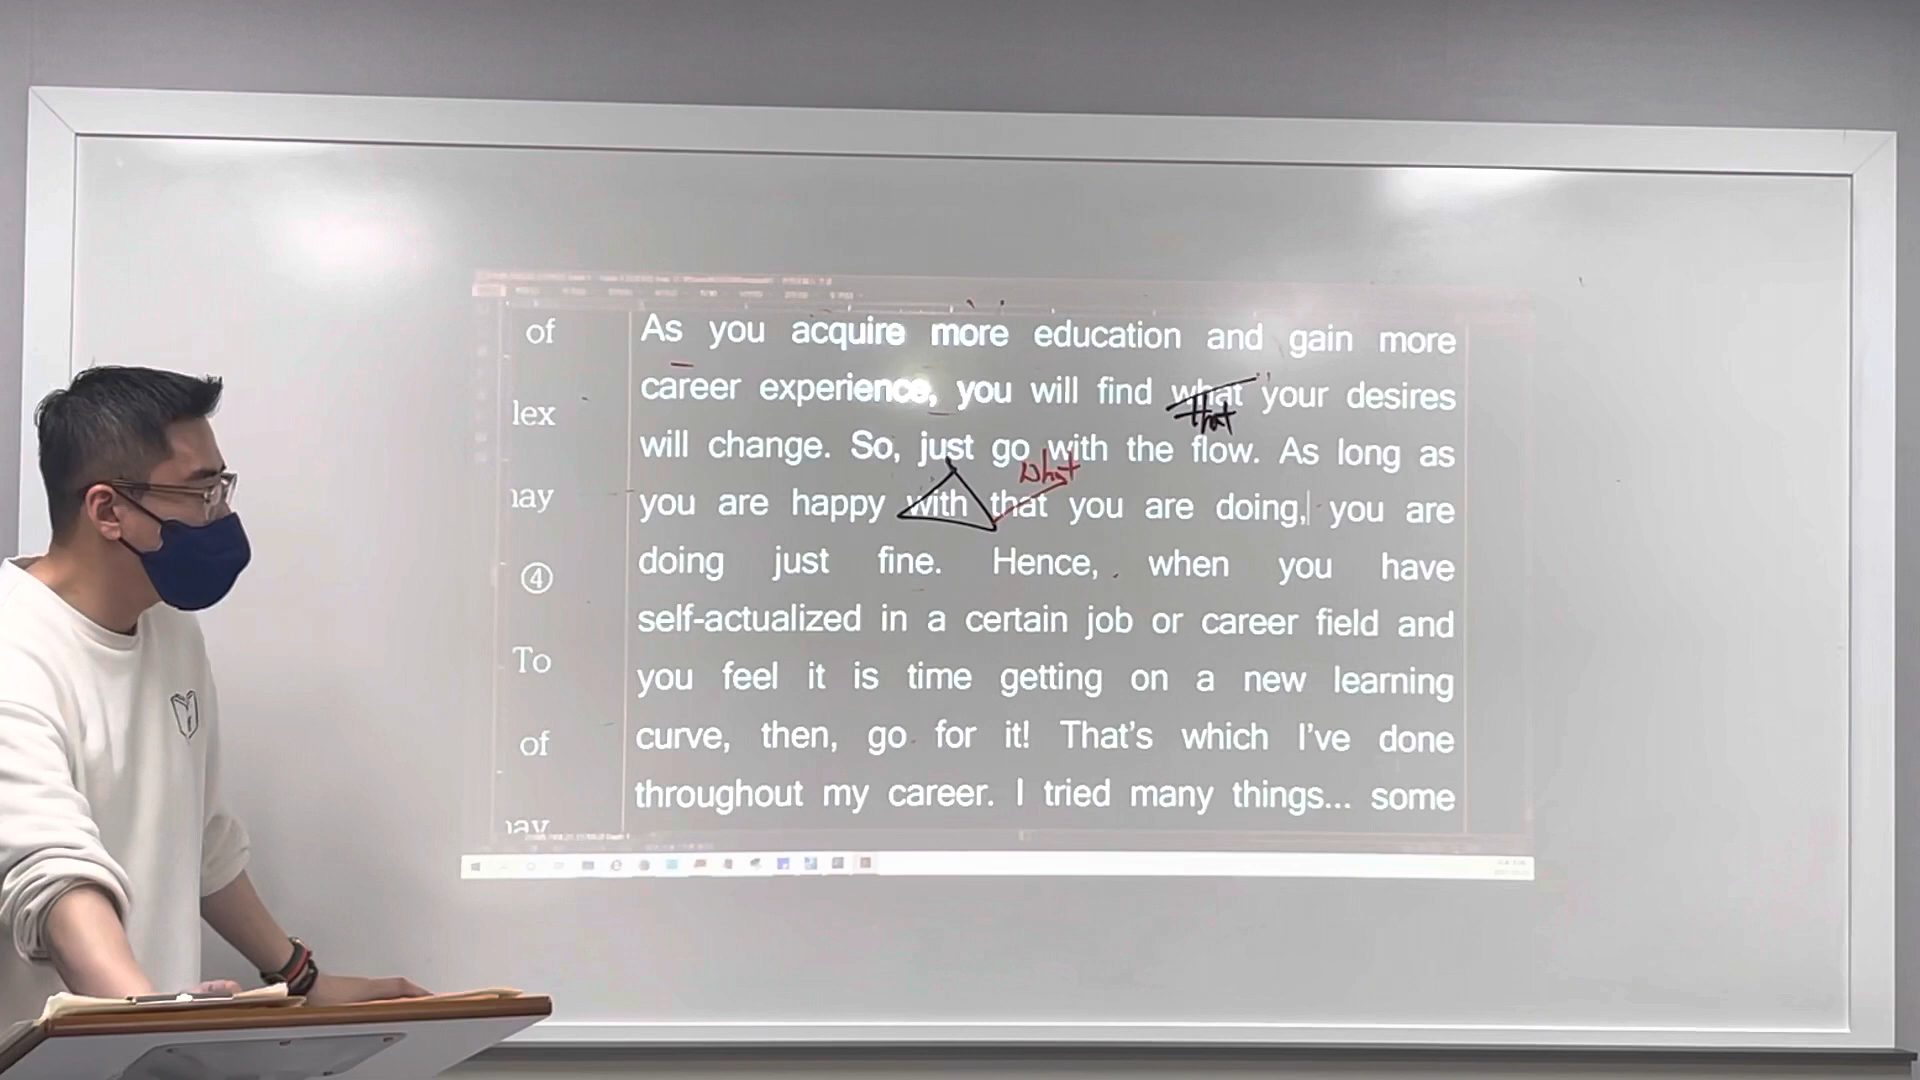 of
lex
nay
④
To
of
nay
As you acquire more education and gain more
career experience, you will find what your desires
that
will change. So, just go with the flow. As long as
what
you are happy with that you are doing, you are
doing just fine. Hence, when you have
self-actualized in a certain job or career field and
you feel it is time getting on a new learning
curve, then, go for it! That's which I've done
throughout my career. I tried many things... some